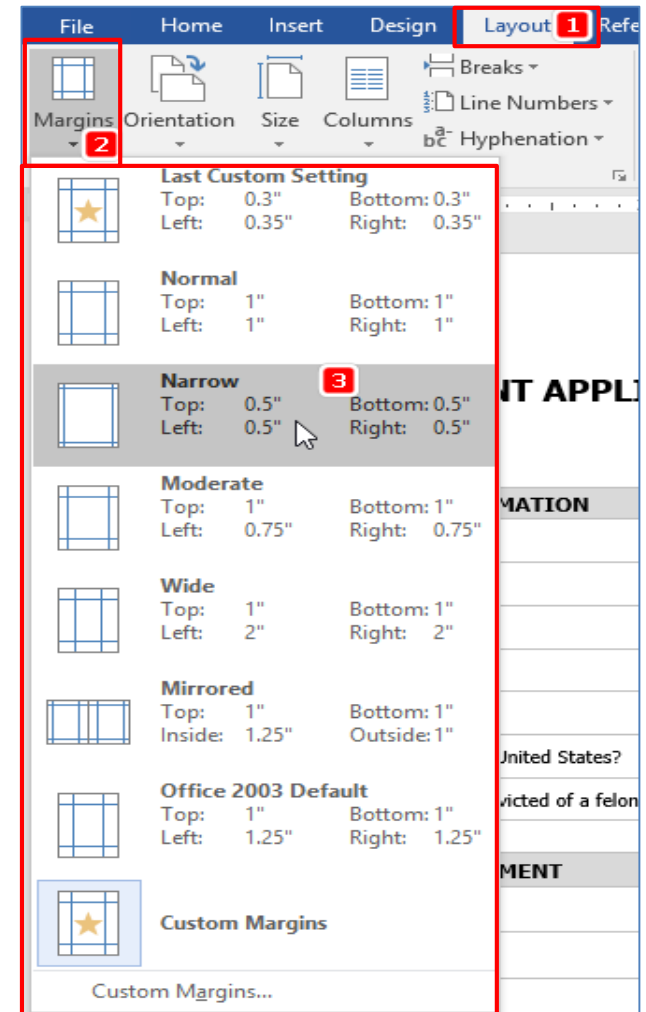 File Home Insert Design Layout 1 Refe
Margins Orientation Size Columns
2
Breaks
Line Numbers
bc a- Hyphenation
Last Custom Setting
Top: 0.3" Bottom: 0.3"
Left: 0.35" Right: 0.35"
Normal
Top: 1" Bottom: 1"
Left: 1" Right: 1"
Narrow 3
Top: 0.5" Bottom: 0.5"
Left: 0.5" Right: 0.5"
Moderate
Top: 1" Bottom: 1"
Left: 0.75" Right: 0.75"
Wide
Top: 1" Bottom: 1"
Left: 2" Right: 2"
Mirrored
Top: 1" Bottom: 1"
Inside: 1.25" Outside: 1"
Office 2003 Default
Top: 1" Bottom: 1"
Left: 1.25" Right: 1.25"
Custom Margins
Custom Margins...
NT APPLI
MATION
United States?
victed of a felon
MENT